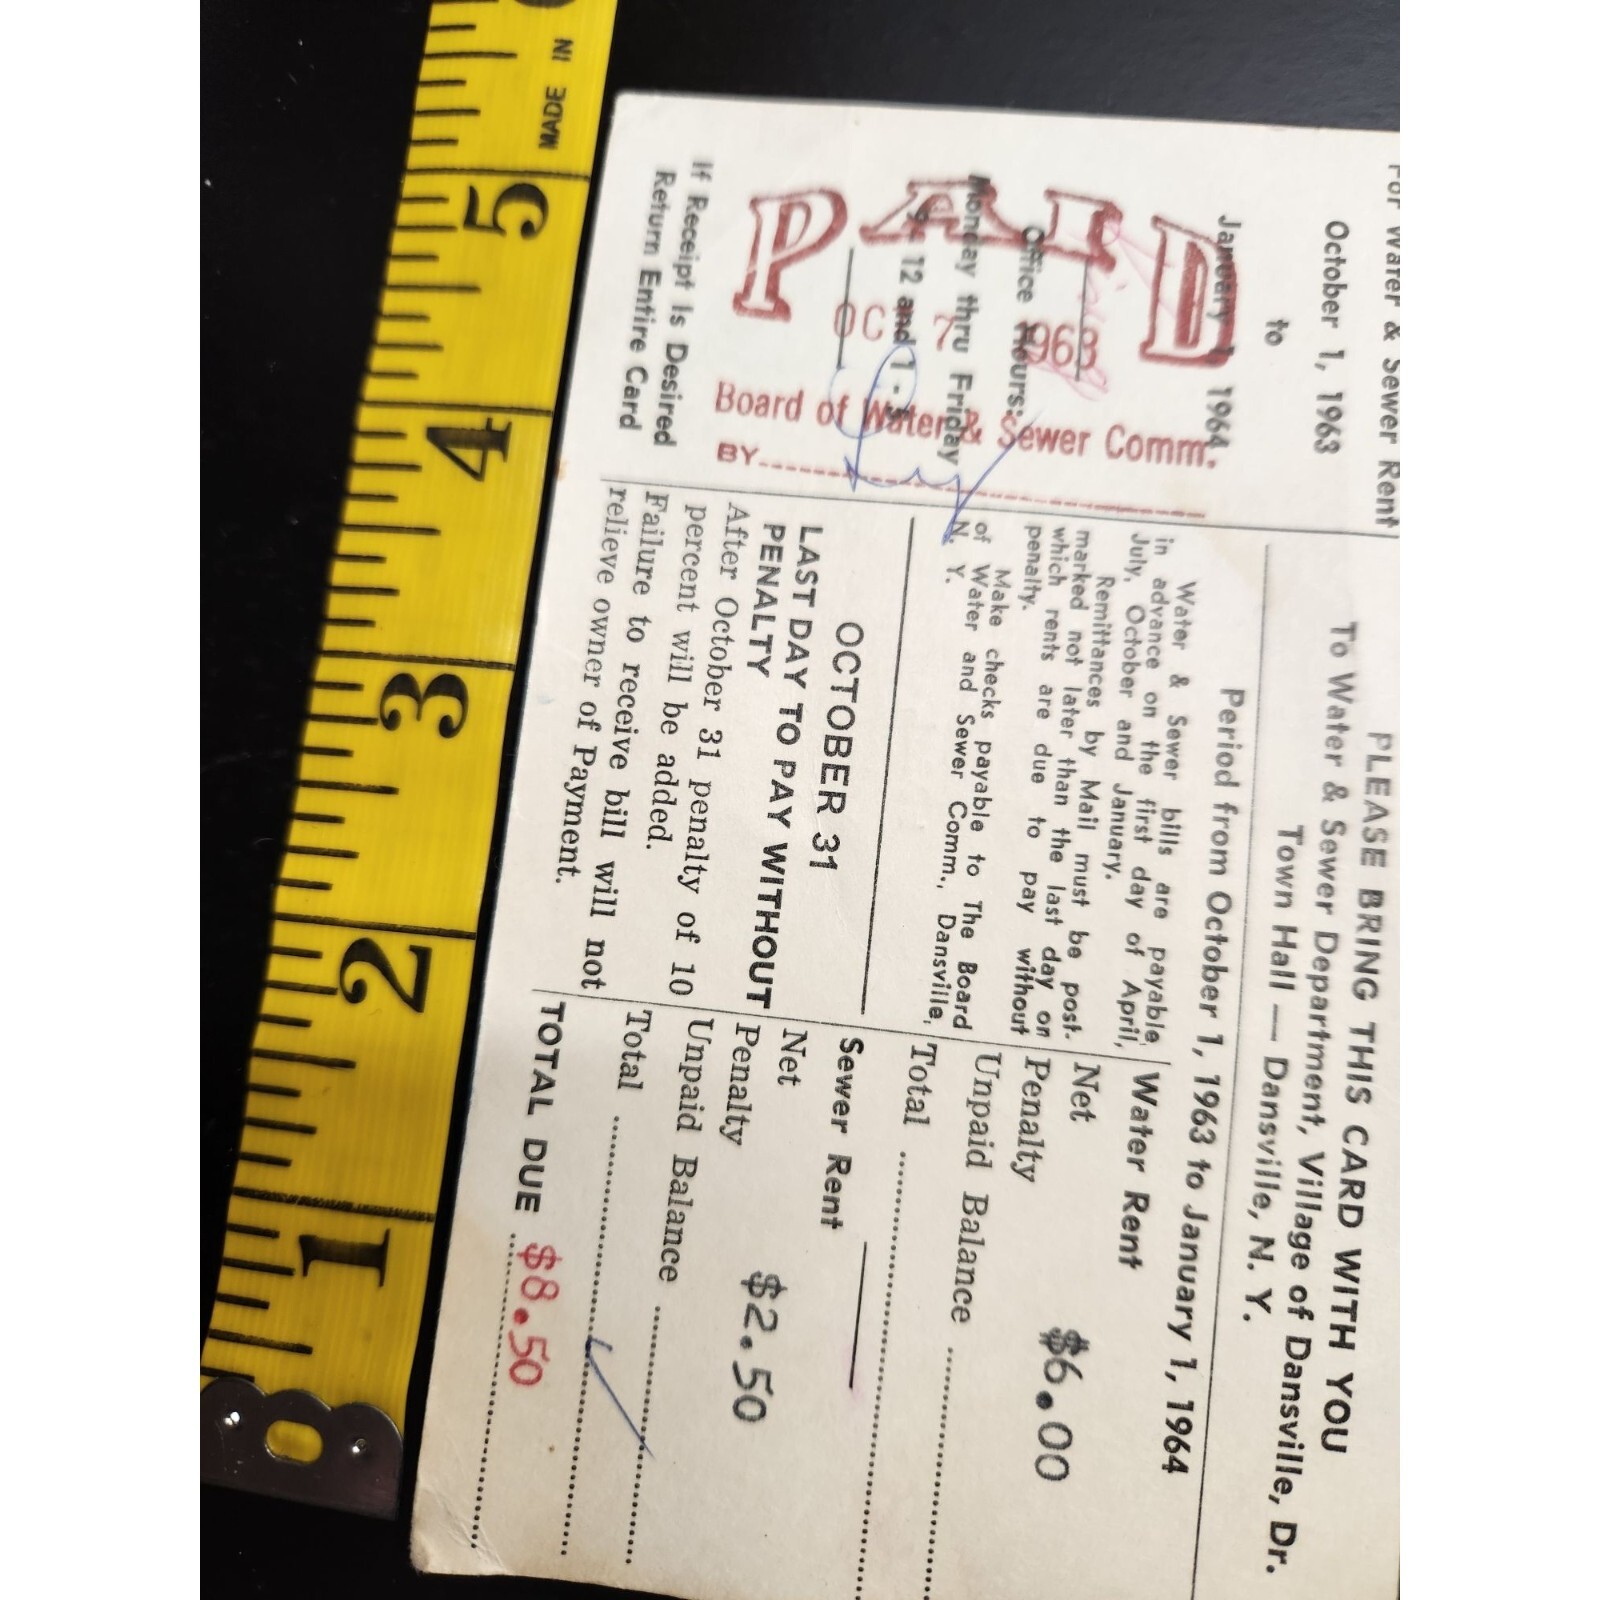 For Water & Sewer Rent
October 1, 1963
to
January 1, 1964
PAID
OCT 7 1963
Office Hours:
Monday thru Friday
9 - 12 and 1 - 5
Board of Water & Sewer Comm.
BY
If Receipt Is Desired
Return Entire Card
PLEASE BRING THIS CARD WITH YOU
To Water & Sewer Department, Village of Dansville, Dr.
Town Hall — Dansville, N. Y.
Period from October 1, 1963 to January 1, 1964
Water & Sewer bills are payable
in advance on the first day of April,
July, October and January.
Remittances by Mail must be post-
marked not later than the last day on
which rents are due to pay without
penalty.
Make checks payable to The Board
of Water and Sewer Comm., Dansville,
N. Y.
OCTOBER 31
LAST DAY TO PAY WITHOUT
PENALTY
After October 31 penalty of 10
percent will be added.
Failure to receive bill will not
relieve owner of Payment.
Water Rent
Net $6.00
Penalty
Unpaid Balance
Total
Sewer Rent
Net $2.50
Penalty
Unpaid Balance
Total
TOTAL DUE $8.50
MADE IN
5
4
3
2
1